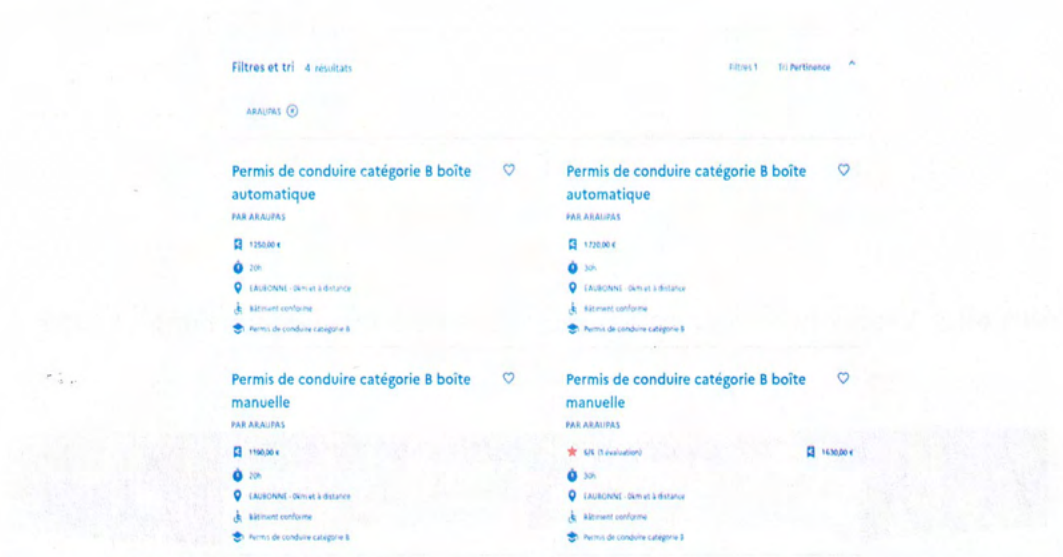 Filtres et tri 4 résultats
Filtres 1 Tri Pertinence
ARAUPAS
Permis de conduire catégorie B boîte
automatique
PAR ARAUPAS
1250,00 €
20h
EAUBONNE - 0km et à distance
Bâtiment conforme
Permis de conduire catégorie B
Permis de conduire catégorie B boîte
automatique
PAR ARAUPAS
1720,00 €
30h
EAUBONNE - 0km et à distance
Bâtiment conforme
Permis de conduire catégorie B
Permis de conduire catégorie B boîte
manuelle
PAR ARAUPAS
1160,00 €
20h
EAUBONNE - 0km et à distance
Bâtiment conforme
Permis de conduire catégorie B
Permis de conduire catégorie B boîte
manuelle
PAR ARAUPAS
(1 évaluation) 1630,00 €
30h
EAUBONNE - 0km et à distance
Bâtiment conforme
Permis de conduire catégorie B